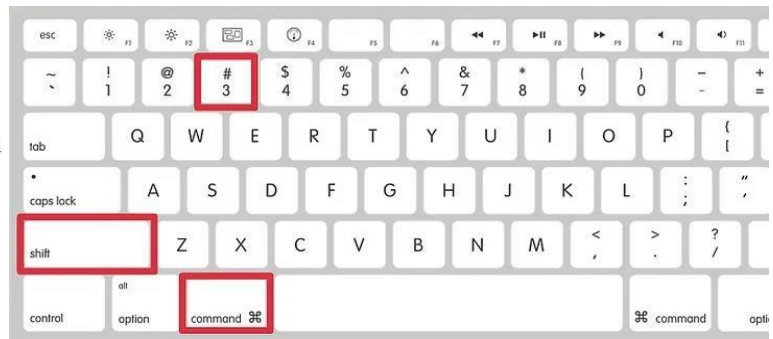 esc F1 F2 F3 F4 F5 F6 F7 F8 F9 F10 F11
~ ! @ # $ % ^ & * ( ) – +
` 1 2 3 4 5 6 7 8 9 0 - =
tab Q W E R T Y U I O P { [
caps lock A S D F G H J K L : ; " '
shift Z X C V B N M < , > . ? /
alt
control option command ⌘ ⌘ command opti